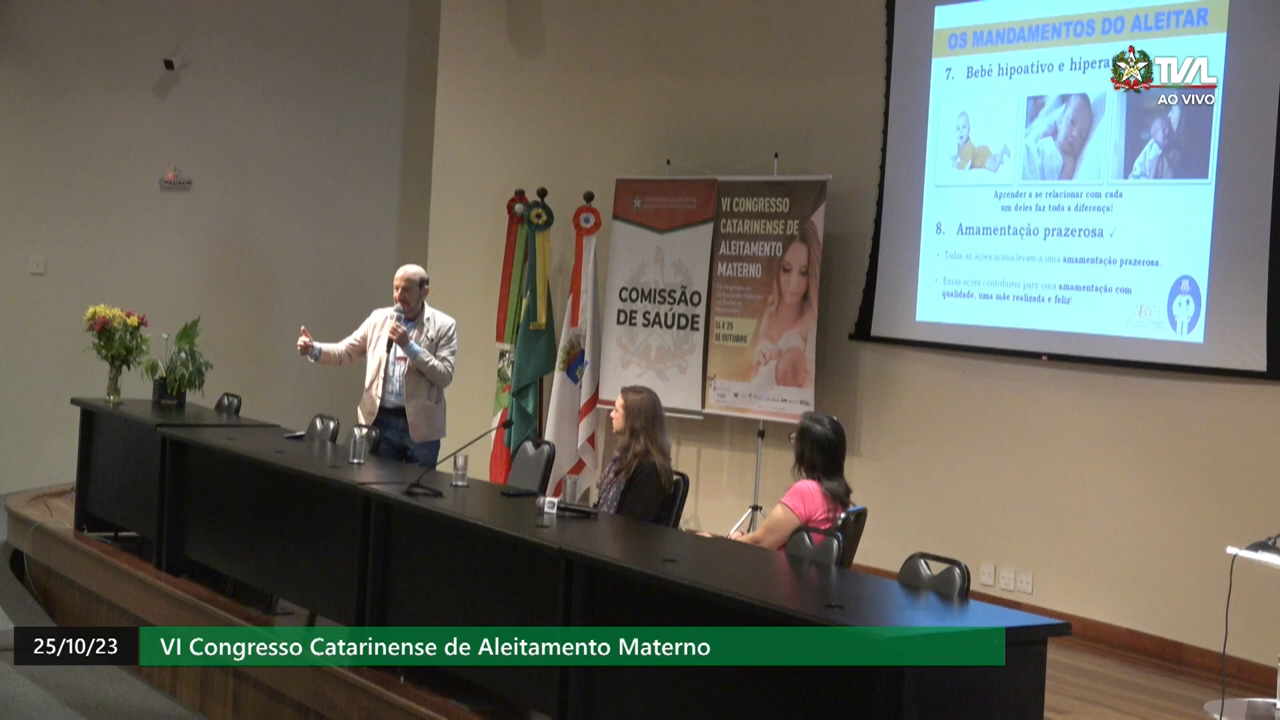 OS MANDAMENTOS DO ALEITAR
7. Bebê hipoativo e hipera
TVAL
AO VIVO
Aprender a se relacionar com cada
um deles faz toda a diferença!
8. Amamentação prazerosa ✓
• Todas as ações acima levam a uma amamentação prazerosa.
• Essas ações contribuem para uma amamentação com
qualidade, uma mãe realizada e feliz!
COMISSÃO
DE SAÚDE
VI CONGRESSO
CATARINENSE DE
ALEITAMENTO
MATERNO
24 E 25
DE OUTUBRO
25/10/23
VI Congresso Catarinense de Aleitamento Materno